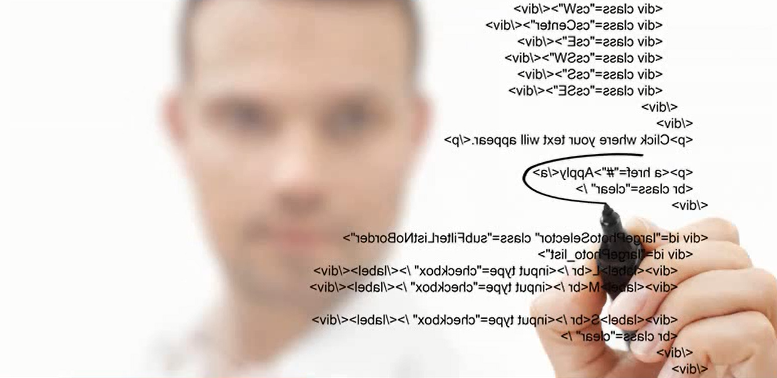 <div class="csW"></div>
<div class="csCenter"></div>
<div class="csE"></div>
<div class="csSW"></div>
<div class="csS"></div>
<div class="csSE"></div>
</div>
</div>
<p>Click where your text will appear.</p>
<p><a href="#">Apply</a>
<br class="clear" />
</div>
<div id="largePhotoSelector" class="subFilterListNoBorder">
<div id="largePhoto_list">
<div><label>L<br /><input type="checkbox" /></label></div>
<div><label>M<br /><input type="checkbox" /></label></div>
<div><label>S<br /><input type="checkbox" /></label></div>
<br class="clear" />
</div>
</div>